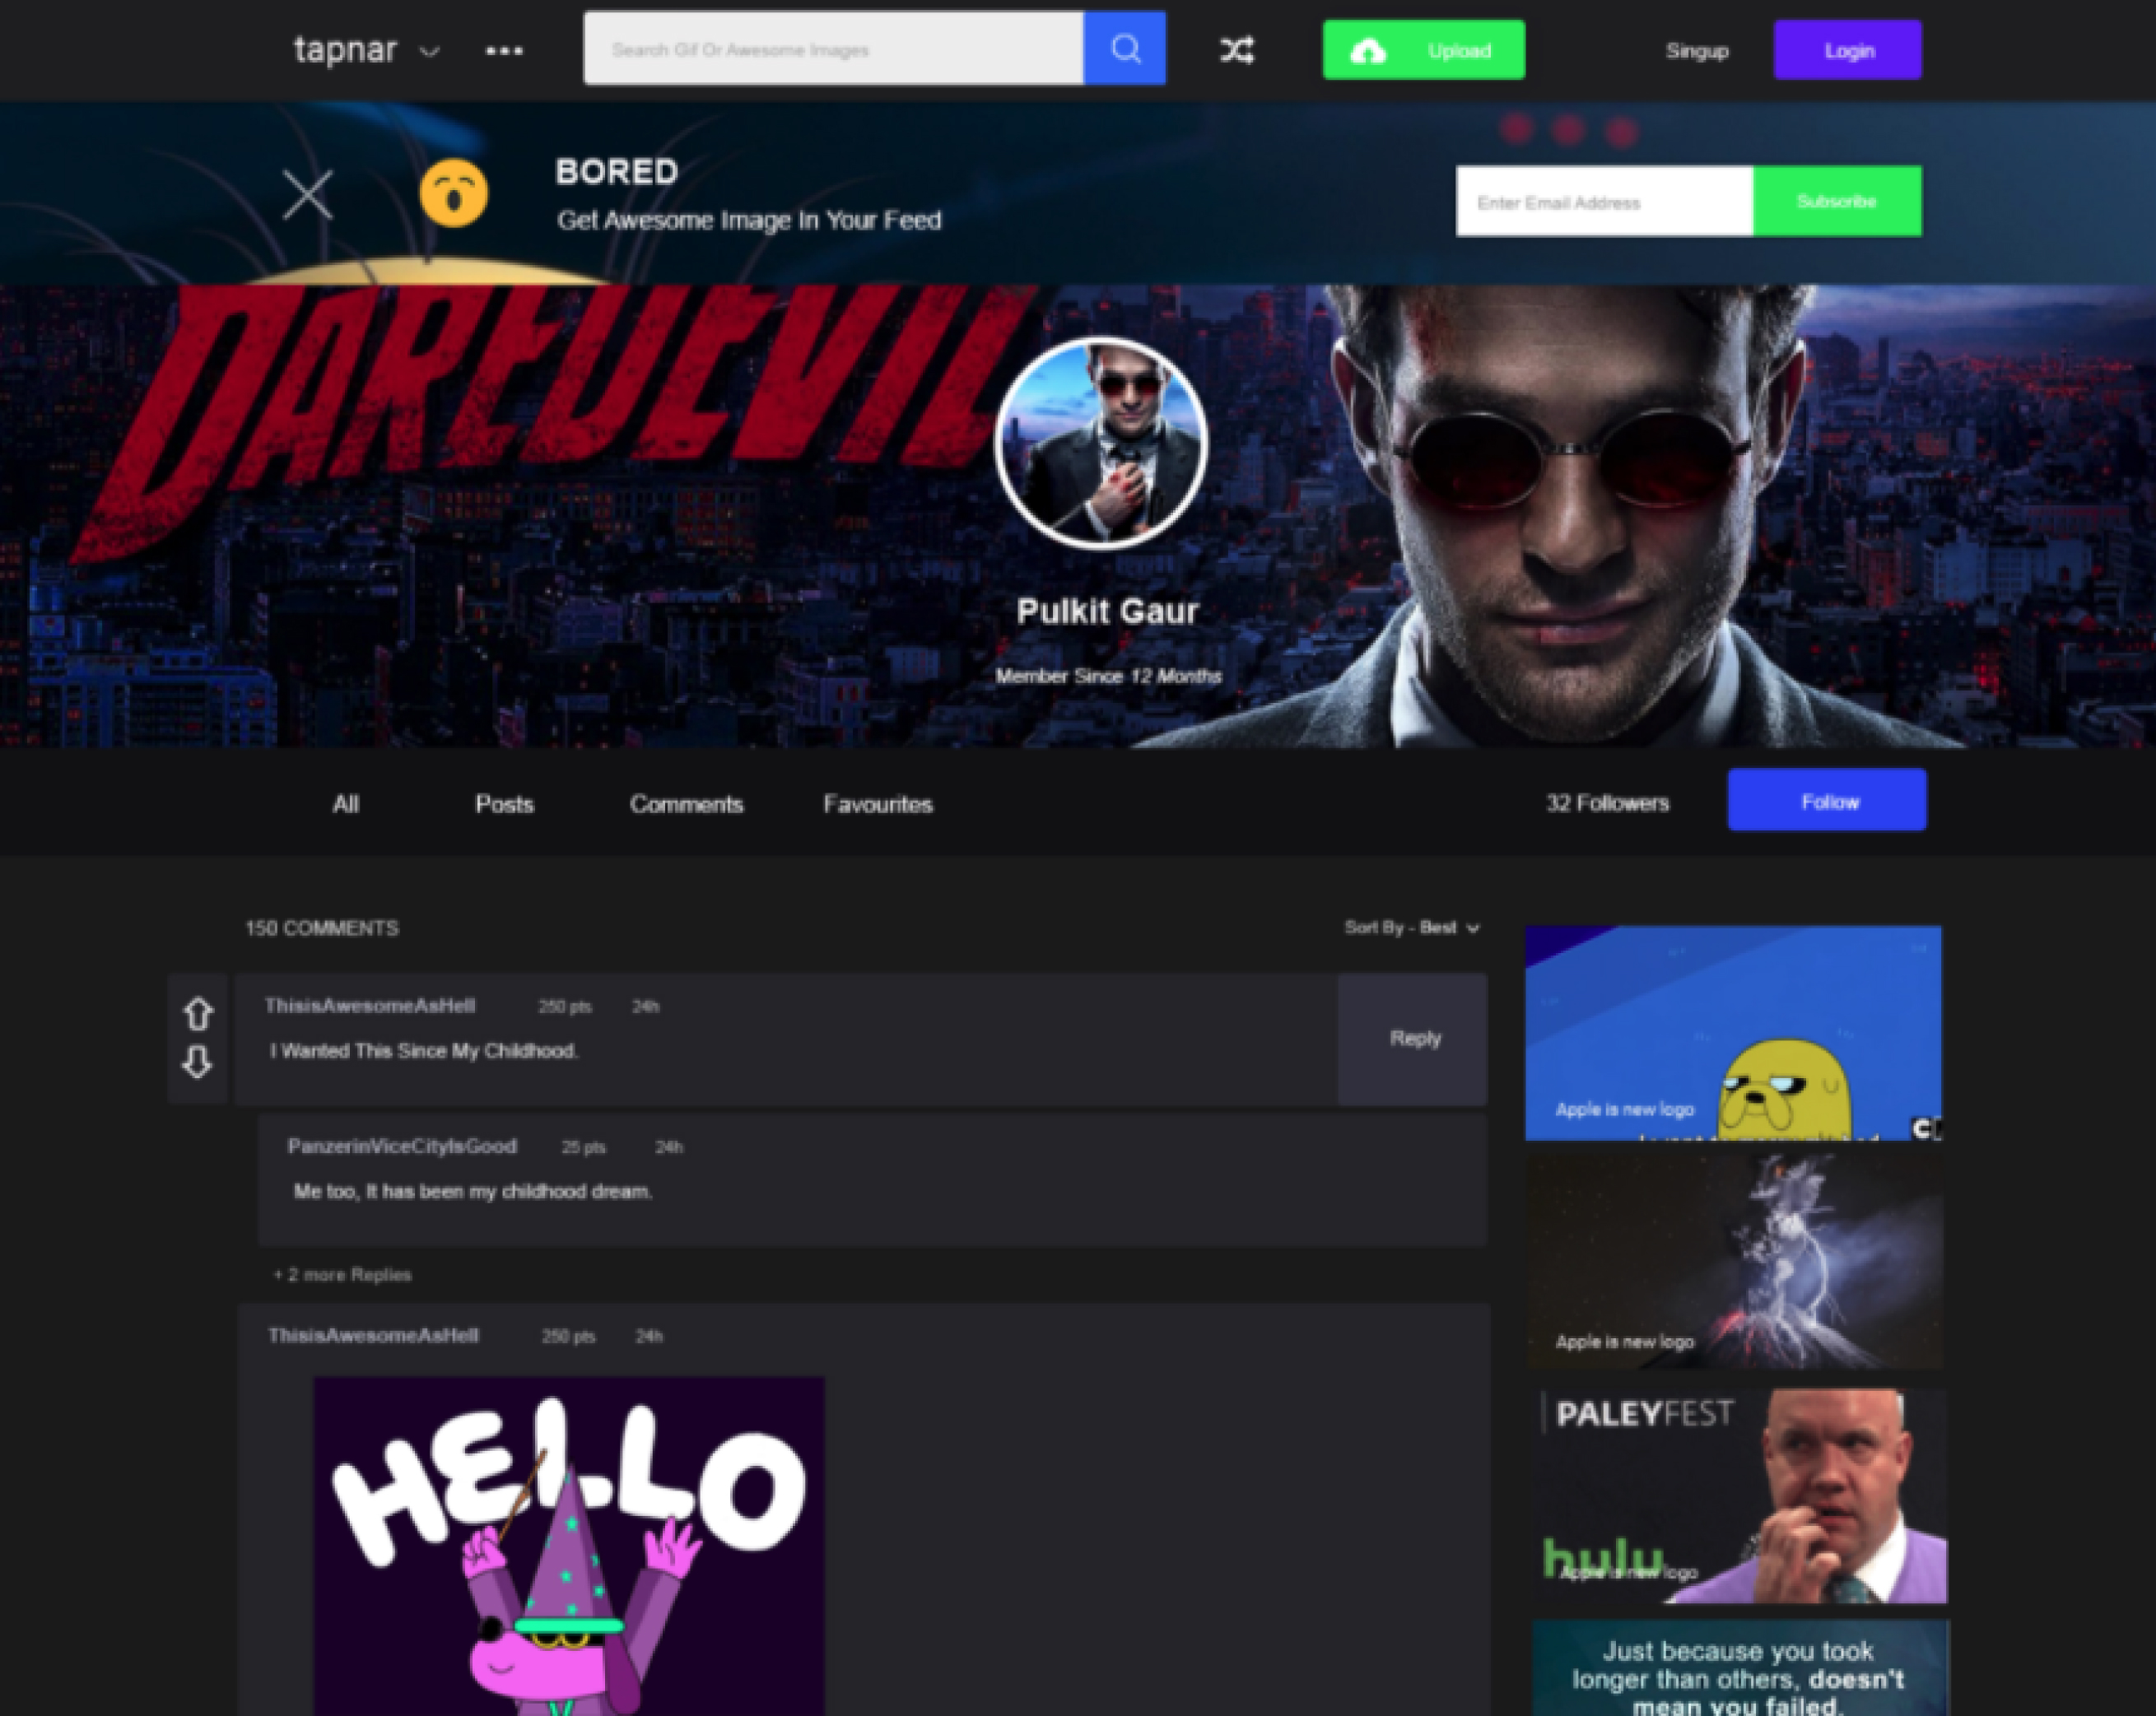 tapnar
Search Gif Or Awesome Images
Upload
Singup
Login
BORED
Get Awesome Image In Your Feed
Enter Email Address
Subscribe
DAREDEVIL
Pulkit Gaur
Member Since 12 Months
All
Posts
Comments
Favourites
32 Followers
Follow
150 COMMENTS
Sort By - Best
ThisisAwesomeAsHell 250 pts 24h
I Wanted This Since My Childhood.
Reply
PanzerinViceCityIsGood 25 pts 24h
Me too, It has been my childhood dream.
+ 2 more Replies
ThisisAwesomeAsHell 250 pts 24h
HELLO
Apple is new logo
Apple is new logo
PALEYFEST
hulu
Apple is new logo
Just because you took
longer than others, doesn't
mean you failed.